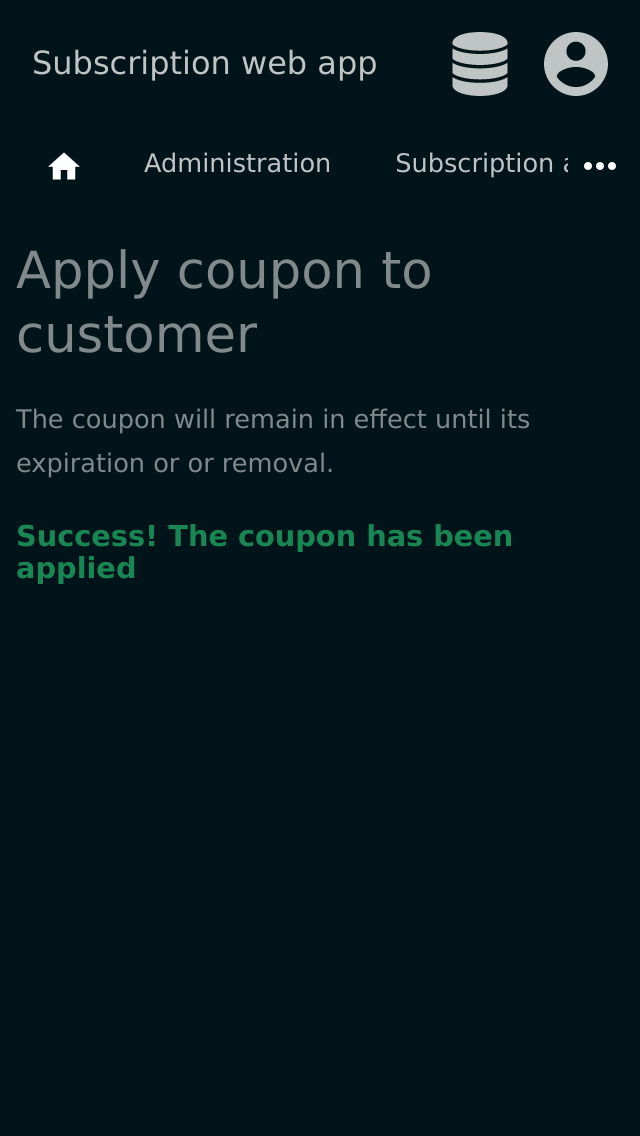 Subscription web app
Administration
Subscription
Apply coupon to
customer
The coupon will remain in effect until its
expiration or or removal.
Success! The coupon has been
applied